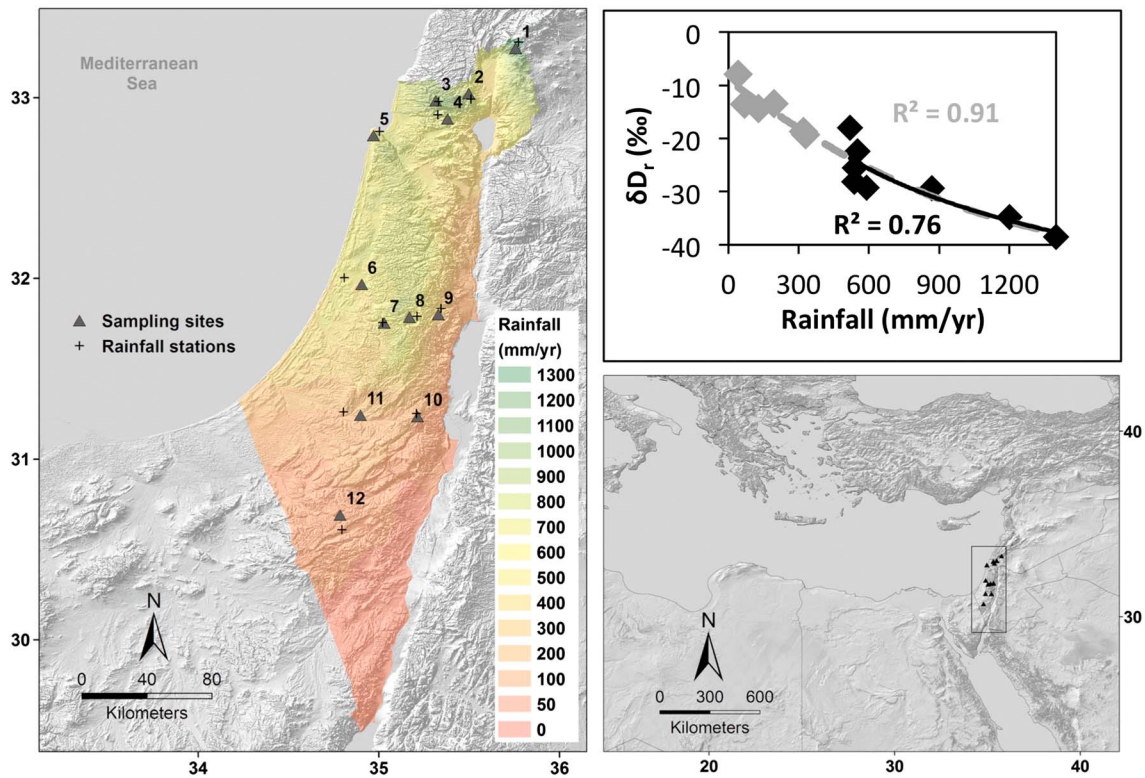 Mediterranean
Sea
1
2
3
4
5
6
7
8
9
10
11
12
Sampling sites
Rainfall stations
Rainfall
(mm/yr)
1300
1200
1100
1000
900
800
700
600
500
400
300
200
100
50
0
N
0 40 80
Kilometers
33
32
31
30
34 35 36
0
-10
-20
-30
-40
δDr (‰)
R² = 0.91
R² = 0.76
0 300 600 900 1200
Rainfall (mm/yr)
40
30
N
0 300 600
Kilometers
20 30 40